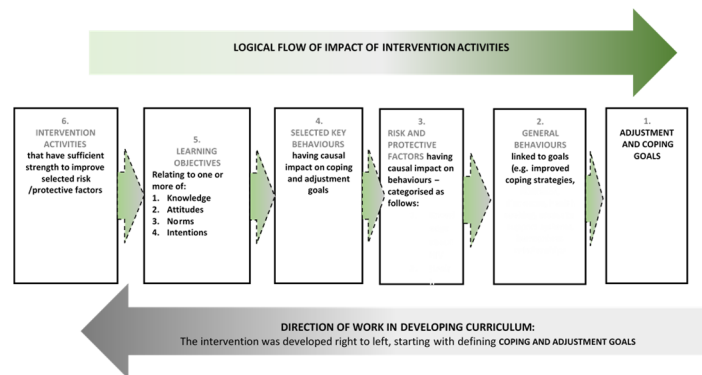 LOGICAL FLOW OF IMPACT OF INTERVENTION ACTIVITIES
6.
INTERVENTION
ACTIVITIES
that have sufficient
strength to improve
selected risk
/protective factors
5.
LEARNING
OBJECTIVES
Relating to one or
more of:
1. Knowledge
2. Attitudes
3. Norms
4. Intentions
4.
SELECTED KEY
BEHAVIOURS
having causal
impact on coping
and adjustment
goals
3.
RISK AND
PROTECTIVE
FACTORS having
causal impact on
behaviours –
categorised as
follows:
2.
GENERAL
BEHAVIOURS
linked to goals
(e.g. improved
coping strategies,
1.
ADJUSTMENT
AND COPING
GOALS
DIRECTION OF WORK IN DEVELOPING CURRICULUM:
The intervention was developed right to left, starting with defining COPING AND ADJUSTMENT GOALS